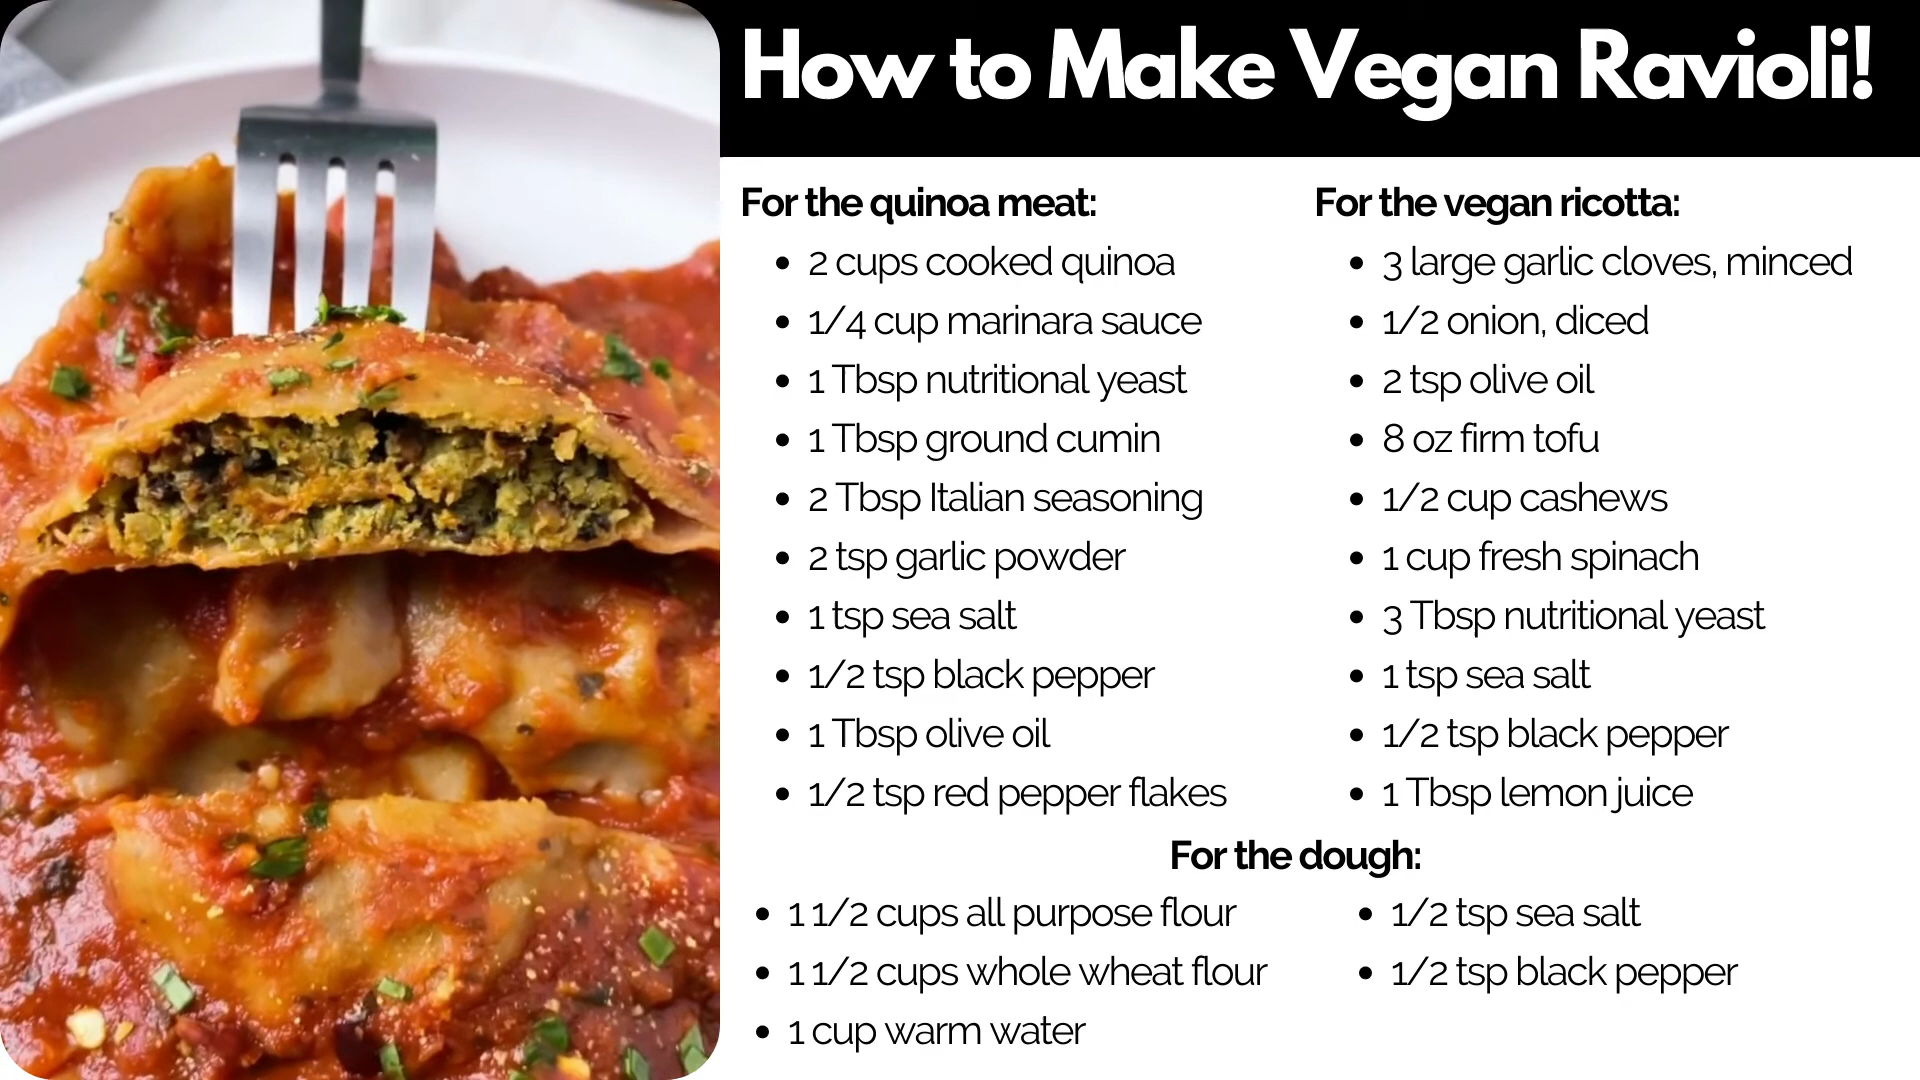 How to Make Vegan Ravioli!
For the quinoa meat:
• 2 cups cooked quinoa
• 1/4 cup marinara sauce
• 1 Tbsp nutritional yeast
• 1 Tbsp ground cumin
• 2 Tbsp Italian seasoning
• 2 tsp garlic powder
• 1 tsp sea salt
• 1/2 tsp black pepper
• 1 Tbsp olive oil
• 1/2 tsp red pepper flakes
For the vegan ricotta:
• 3 large garlic cloves, minced
• 1/2 onion, diced
• 2 tsp olive oil
• 8 oz firm tofu
• 1/2 cup cashews
• 1 cup fresh spinach
• 3 Tbsp nutritional yeast
• 1 tsp sea salt
• 1/2 tsp black pepper
• 1 Tbsp lemon juice
For the dough:
• 1 1/2 cups all purpose flour
• 1 1/2 cups whole wheat flour
• 1 cup warm water
• 1/2 tsp sea salt
• 1/2 tsp black pepper